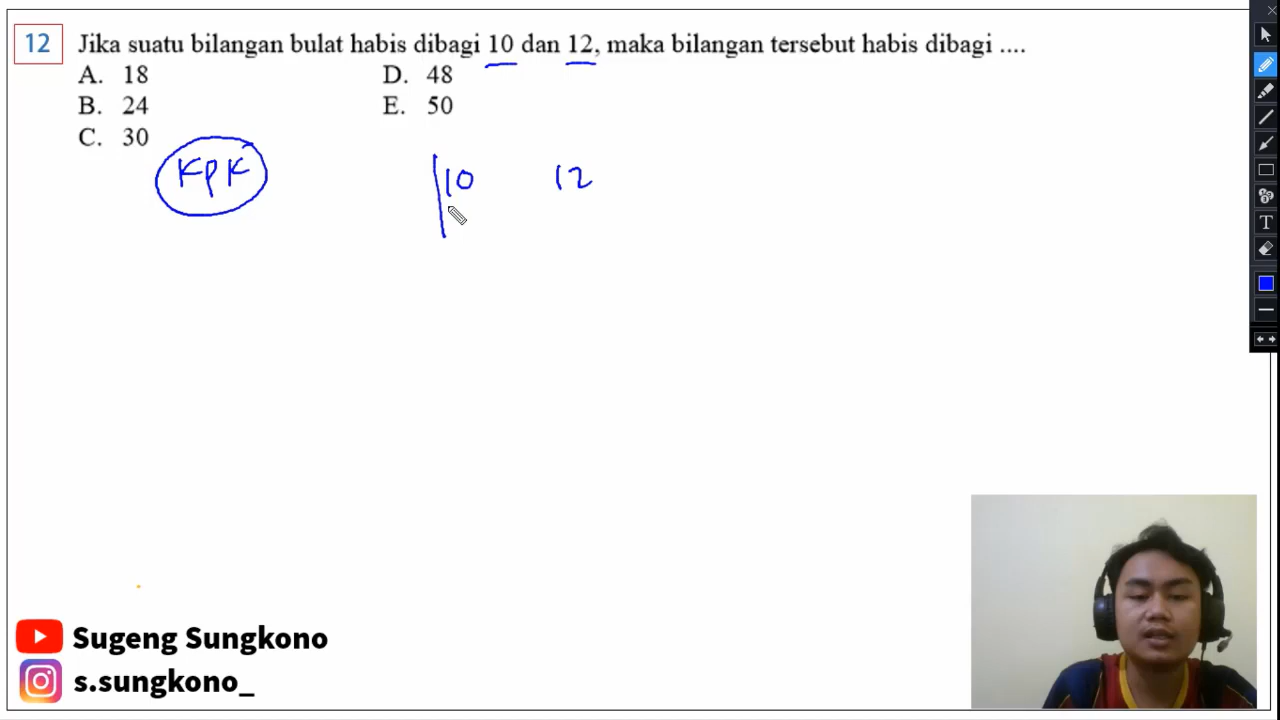 12 Jika suatu bilangan bulat habis dibagi 10 dan 12, maka bilangan tersebut habis dibagi ....
A. 18 D. 48
B. 24 E. 50
C. 30
KPK 10 12
T
Sugeng Sungkono
s.sungkono_